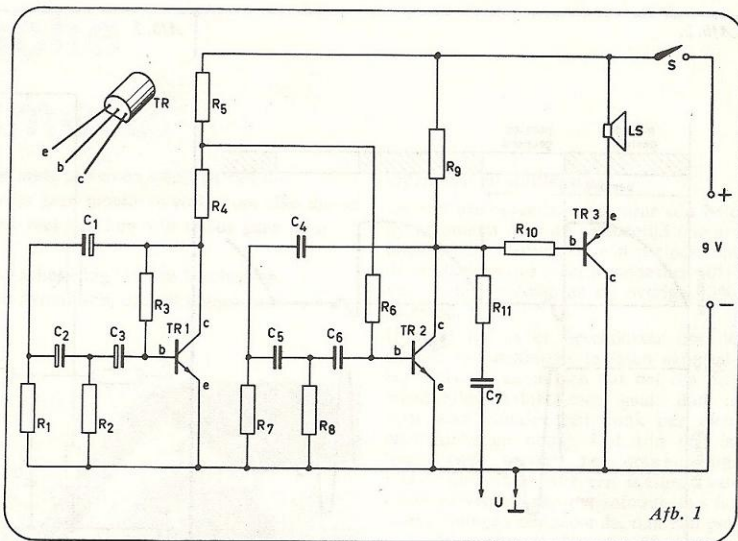 S
R5
TR
LS
e
b
c
R9
+
R4
e
C1
C4
R10
TR 3
b
9 V
c
−
R3
R6
R11
c
c
C2
C3
TR 1
C5
C6
TR 2
b
b
e
e
C7
R1
R2
R7
R8
U
Afb. 1